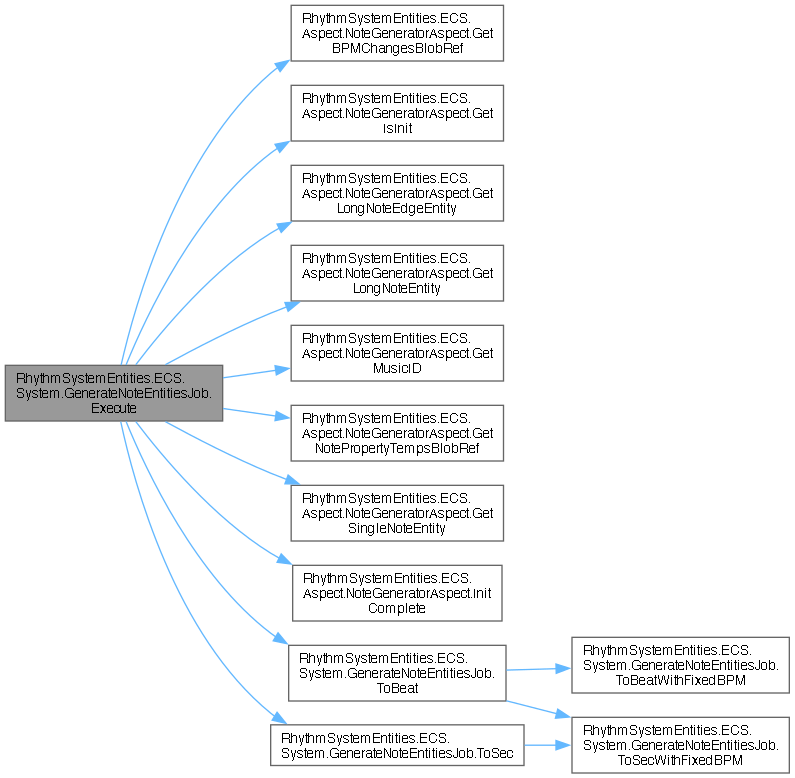 RhythmSystemEntities.ECS.
Aspect.NoteGeneratorAspect.Get
BPMChangesBlobRef
RhythmSystemEntities.ECS.
Aspect.NoteGeneratorAspect.Get
IsInit
RhythmSystemEntities.ECS.
Aspect.NoteGeneratorAspect.Get
LongNoteEdgeEntity
RhythmSystemEntities.ECS.
Aspect.NoteGeneratorAspect.Get
LongNoteEntity
RhythmSystemEntities.ECS.
Aspect.NoteGeneratorAspect.Get
MusicID
RhythmSystemEntities.ECS.
System.GenerateNoteEntitiesJob.
Execute
RhythmSystemEntities.ECS.
Aspect.NoteGeneratorAspect.Get
NotePropertyTempsBlobRef
RhythmSystemEntities.ECS.
Aspect.NoteGeneratorAspect.Get
SingleNoteEntity
RhythmSystemEntities.ECS.
Aspect.NoteGeneratorAspect.Init
Complete
RhythmSystemEntities.ECS.
System.GenerateNoteEntitiesJob.
ToBeat
RhythmSystemEntities.ECS.
System.GenerateNoteEntitiesJob.
ToBeatWithFixedBPM
RhythmSystemEntities.ECS.
System.GenerateNoteEntitiesJob.ToSec
RhythmSystemEntities.ECS.
System.GenerateNoteEntitiesJob.
ToSecWithFixedBPM